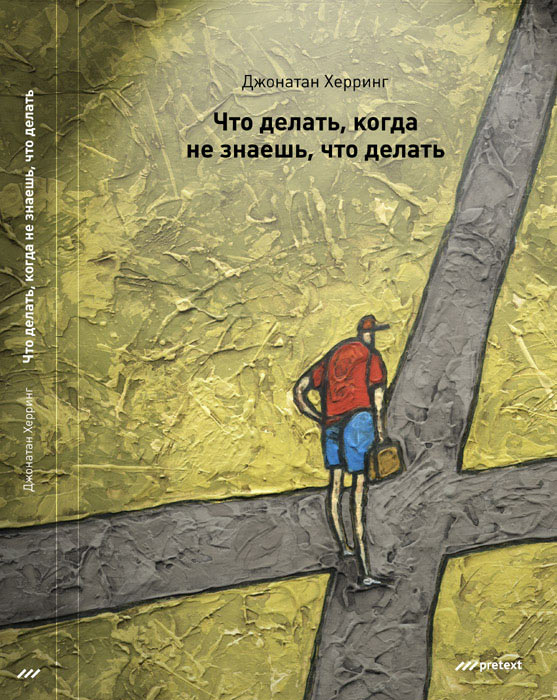 Джонатан Херринг
Что делать, когда
не знаешь, что делать
Джонатан Херринг Что делать, когда не знаешь, что делать
pretext